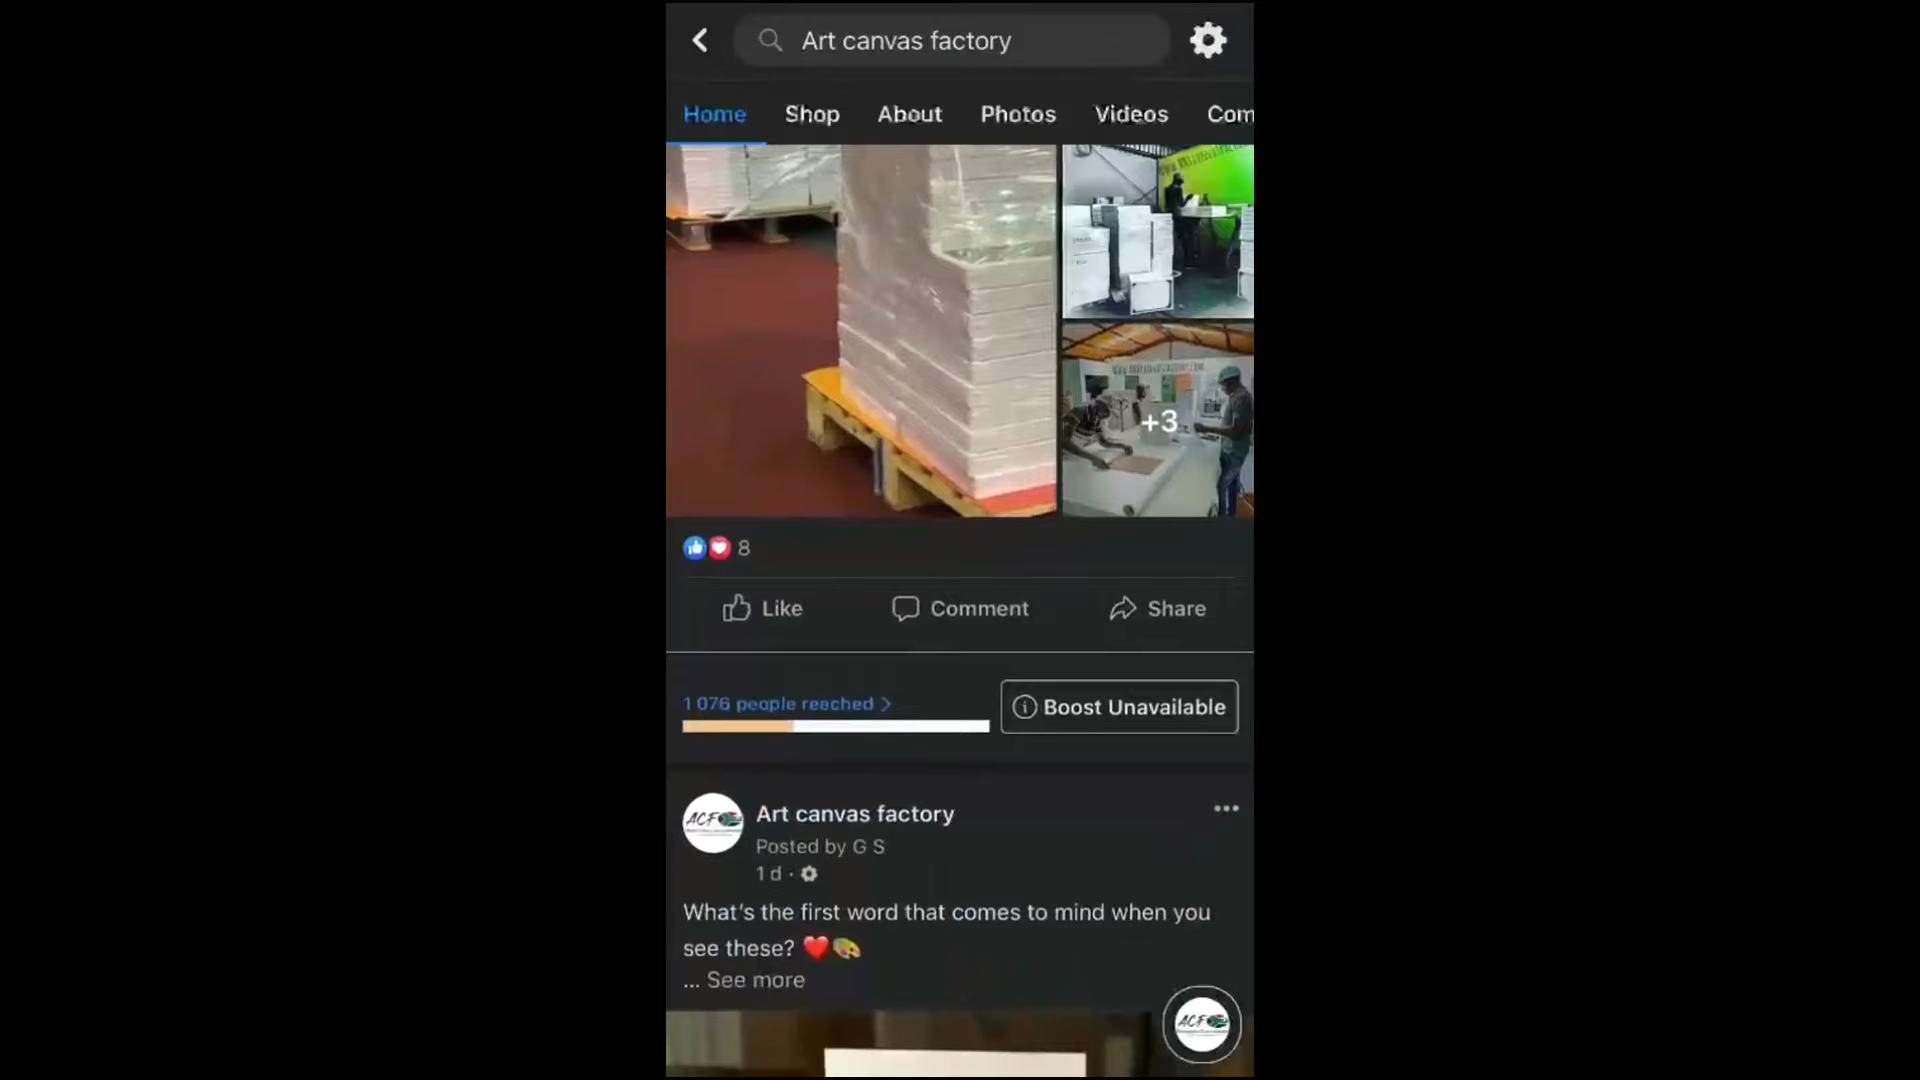 Art canvas factory
Home Shop About Photos Videos Com
+3
8
Like Comment Share
1 076 people reached
Boost Unavailable
ACF
Art canvas factory
Posted by G S
1 d ·
What's the first word that comes to mind when you
see these? ❤️🎨
... See more
ACF